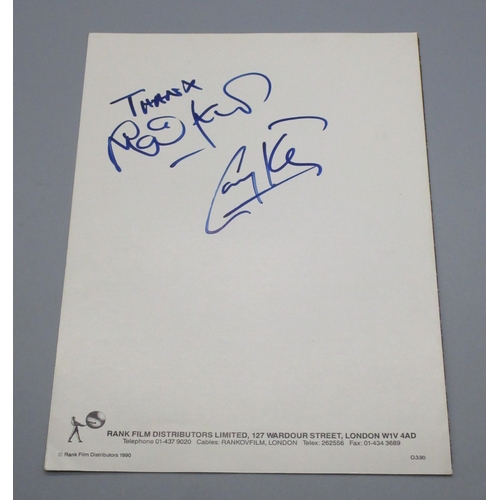 THANK
RANK FILM DISTRIBUTORS LIMITED, 127 WARDOUR STREET, LONDON W1V 4AD
Telephone 01-437 9020 Cables: RANKOVFILM, LONDON Telex: 262556 Fax: 01-434 3689
© Rank Film Distributors 1990 O330